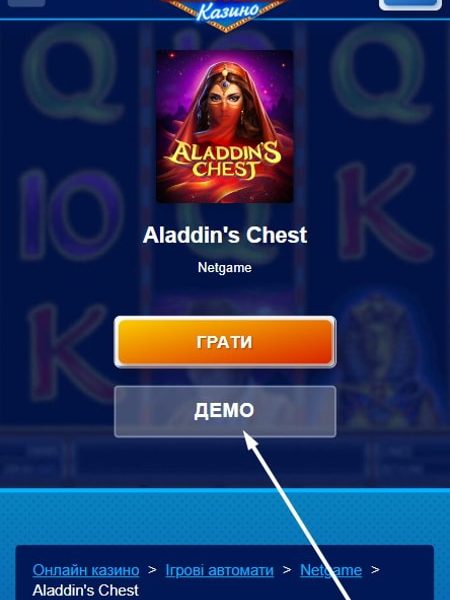 Казино
ALADDIN'S
CHEST
Aladdin's Chest
Netgame
ГРАТИ
ДЕМО
Онлайн казино > Ігрові автомати > Netgame >
Aladdin's Chest